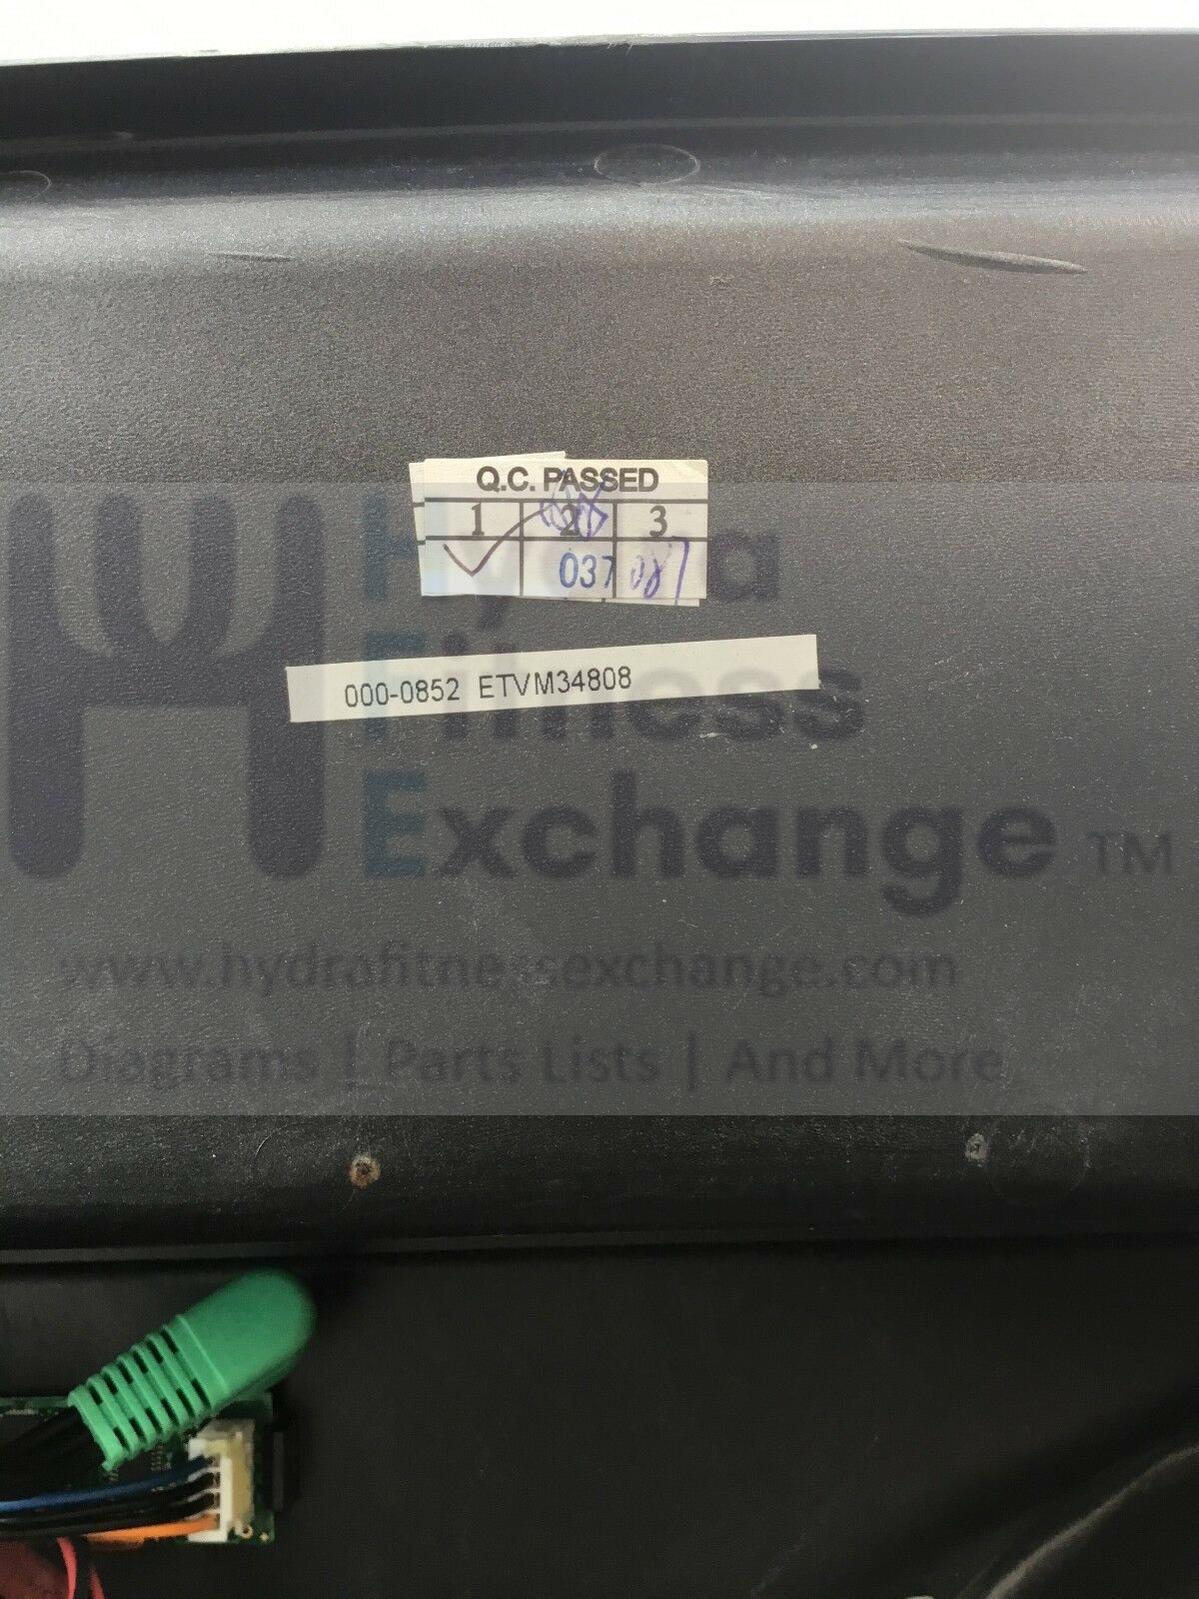 Q.C. PASSED
1 2 3
037 087
000-0852 ETVM34808
Hydra
Fitness
Exchange TM
www.hydrafitnessexchange.com
Diagrams | Parts Lists | And More